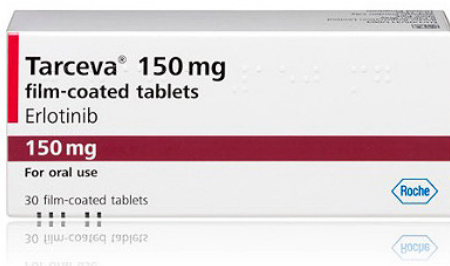 Tarceva® 150 mg
film-coated tablets
Erlotinib
150 mg
For oral use
Roche
30 film-coated tablets